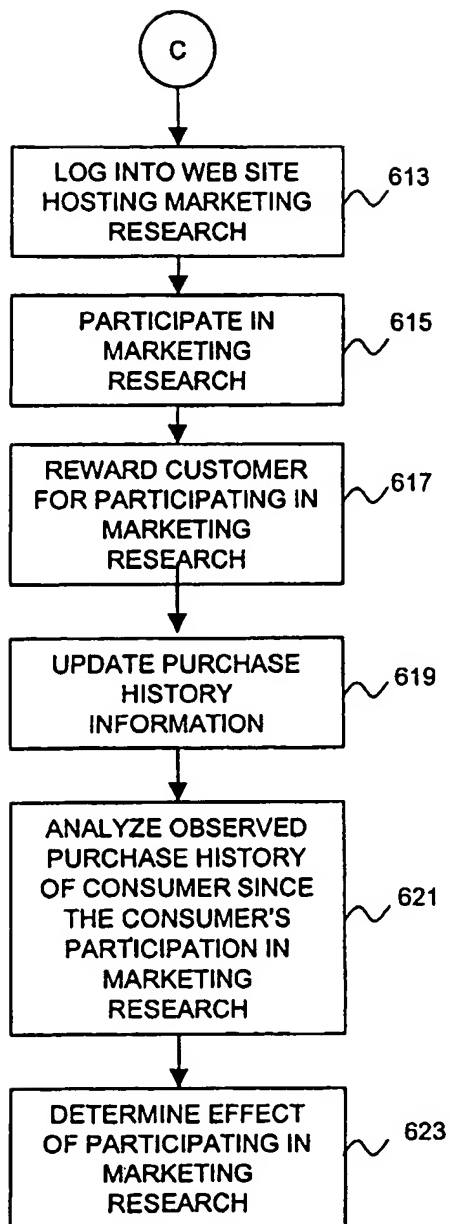 C
LOG INTO WEB SITE
HOSTING MARKETING
RESEARCH
613
PARTICIPATE IN
MARKETING
RESEARCH
615
REWARD CUSTOMER
FOR PARTICIPATING IN
MARKETING
RESEARCH
617
UPDATE PURCHASE
HISTORY
INFORMATION
619
ANALYZE OBSERVED
PURCHASE HISTORY
OF CONSUMER SINCE
THE CONSUMER'S
PARTICIPATION IN
MARKETING
RESEARCH
621
DETERMINE EFFECT
OF PARTICIPATING IN
MARKETING
RESEARCH
623